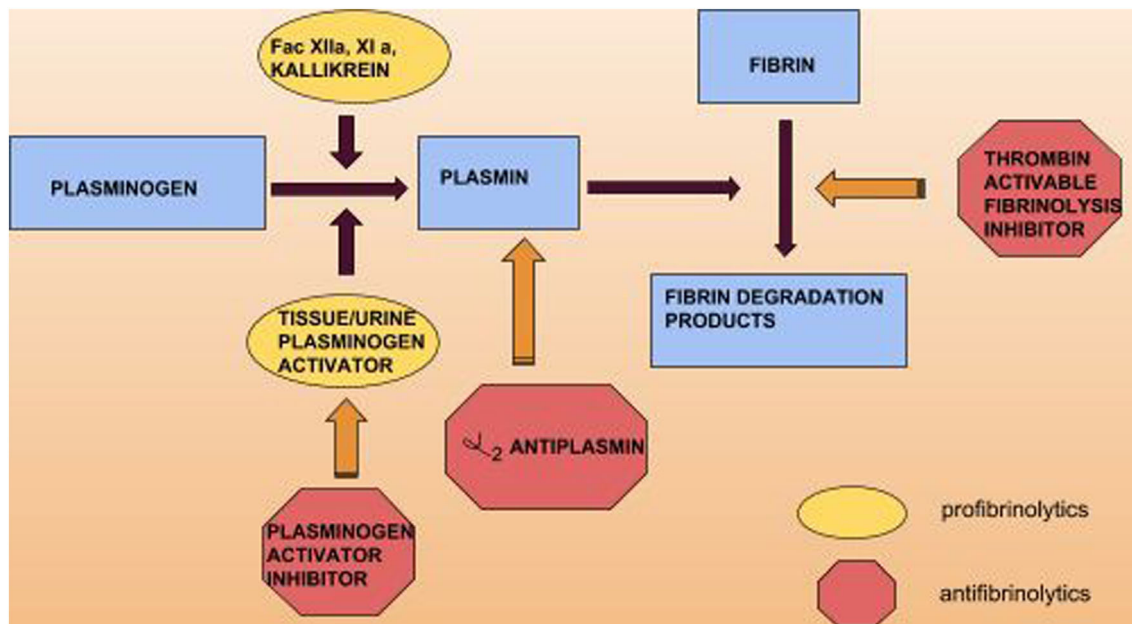 Fac XIIa, XI a,
KALLIKREIN
FIBRIN
PLASMINOGEN
PLASMIN
THROMBIN
ACTIVABLE
FIBRINOLYSIS
INHIBITOR
TISSUE/URINE
PLASMINOGEN
ACTIVATOR
FIBRIN DEGRADATION
PRODUCTS
α2 ANTIPLASMIN
PLASMINOGEN
ACTIVATOR
INHIBITOR
profibrinolytics
antifibrinolytics